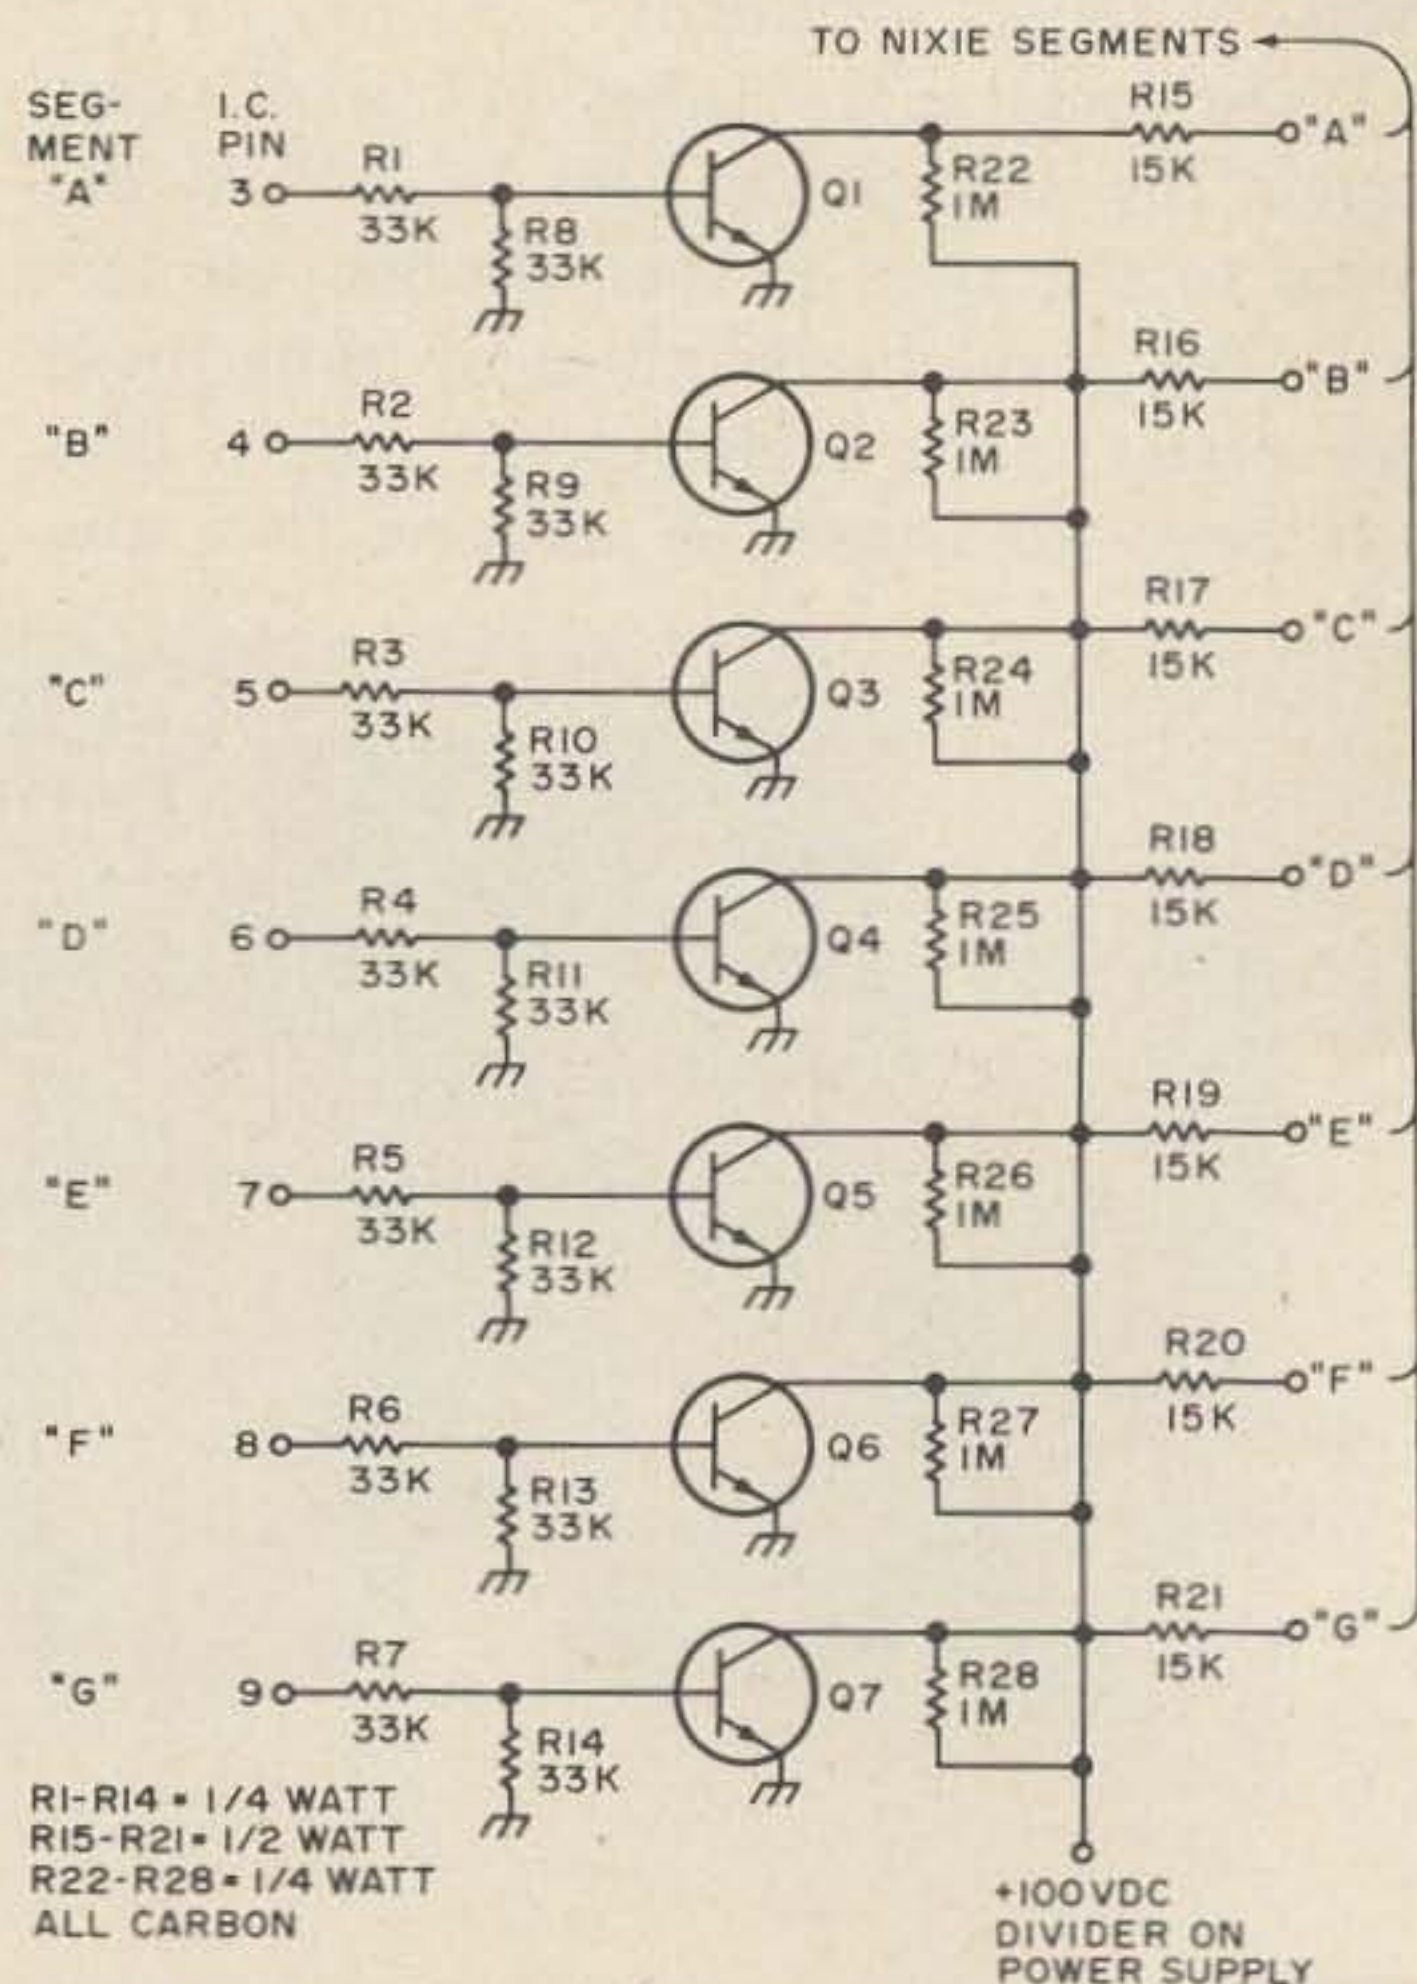 TO NIXIE SEGMENTS
SEG-
MENT
"A"
I.C.
PIN
3
R1
33K
R8
33K
Q1
R22
1M
R15
15K
"A"
"B"
4
R2
33K
R9
33K
Q2
R23
1M
R16
15K
"B"
"C"
5
R3
33K
R10
33K
Q3
R24
1M
R17
15K
"C"
"D"
6
R4
33K
R11
33K
Q4
R25
1M
R18
15K
"D"
"E"
7
R5
33K
R12
33K
Q5
R26
1M
R19
15K
"E"
"F"
8
R6
33K
R13
33K
Q6
R27
1M
R20
15K
"F"
"G"
9
R7
33K
R14
33K
Q7
R28
1M
R21
15K
"G"
R1-R14 = 1/4 WATT
R15-R21= 1/2 WATT
R22-R28= 1/4 WATT
ALL CARBON
+100VDC
DIVIDER ON
POWER SUPPLY